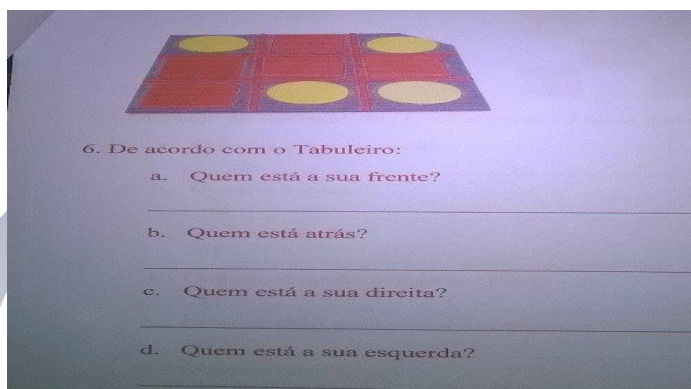 6. De acordo com o Tabuleiro:
a. Quem está a sua frente?
b. Quem está atrás?
c. Quem está a sua direita?
d. Quem está a sua esquerda?